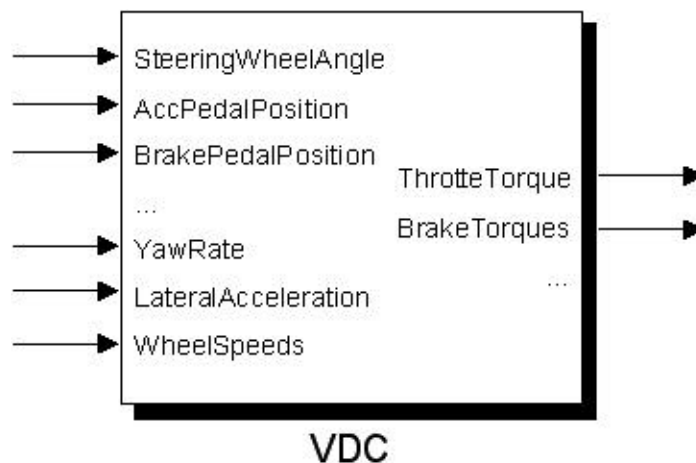 SteeringWheelAngle
AccPedalPosition
BrakePedalPosition
...
YawRate
LateralAcceleration
WheelSpeeds
ThrotteTorque
BrakeTorques
...
VDC